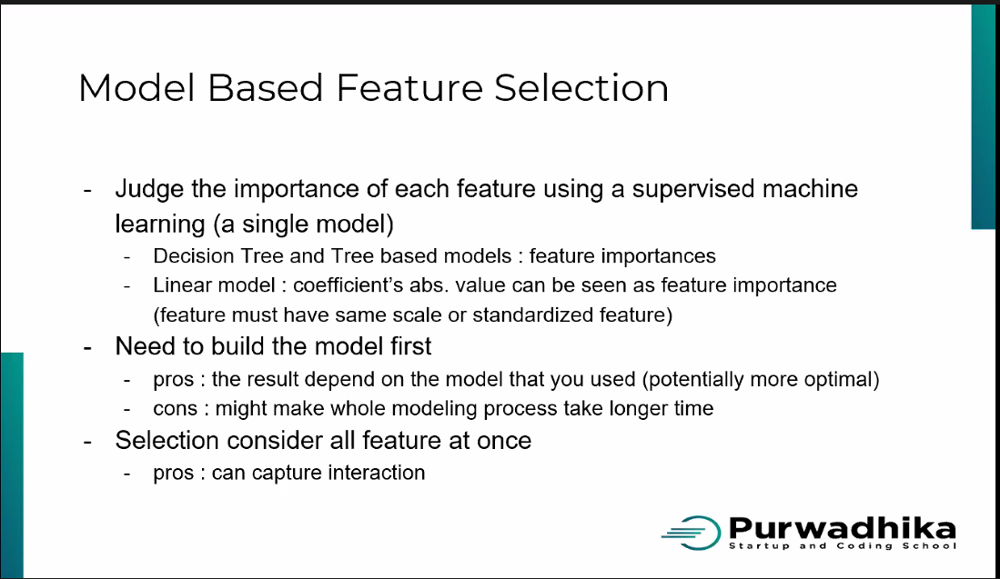 Model Based Feature Selection
- Judge the importance of each feature using a supervised machine
learning (a single model)
- Decision Tree and Tree based models : feature importances
- Linear model : coefficient's abs. value can be seen as feature importance
(feature must have same scale or standardized feature)
- Need to build the model first
- pros : the result depend on the model that you used (potentially more optimal)
- cons : might make whole modeling process take longer time
- Selection consider all feature at once
- pros : can capture interaction
Purwadhika
Startup and Coding School